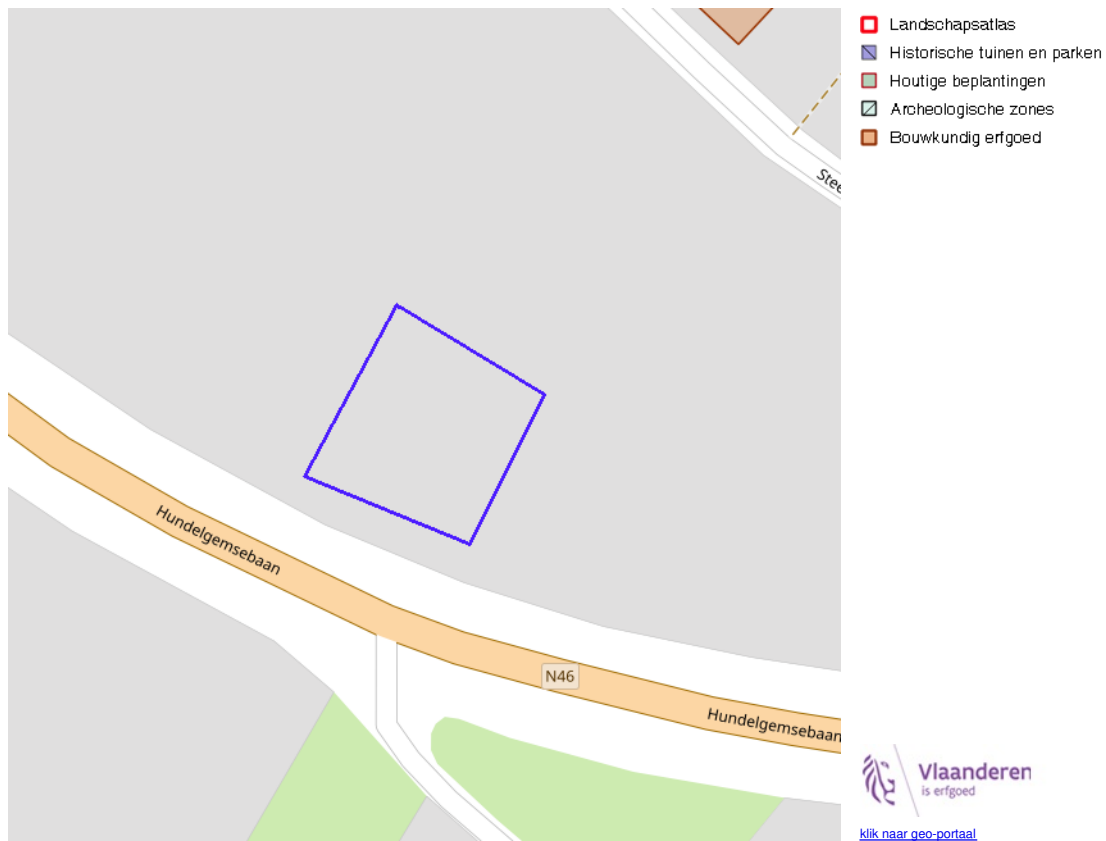 Landschapsatlas
Historische tuinen en parken
Houtige beplantingen
Archeologische zones
Bouwkundig erfgoed
Stee
Hundelgemsebaan
N46
Hundelgemsebaan
Vlaanderen
is erfgoed
klik naar geo-portaal